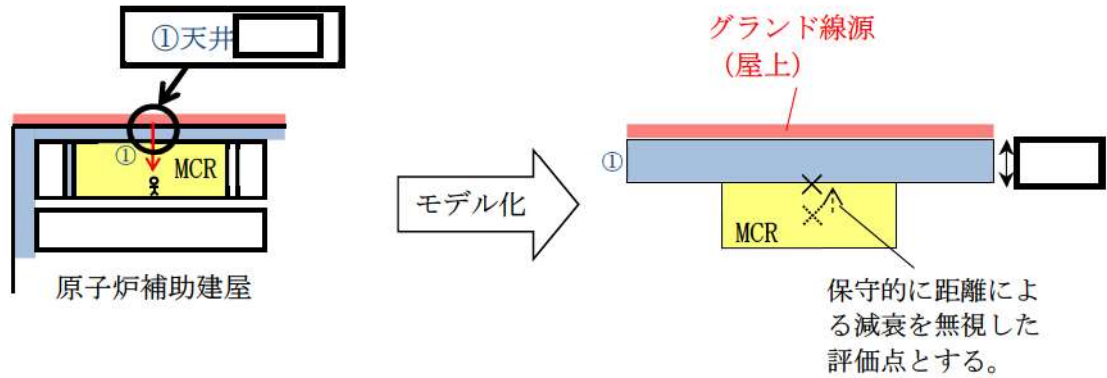 ①天井
グランド線源
(屋上)
①
MCR
原子炉補助建屋
モデル化
①
MCR
保守的に距離によ
る減衰を無視した
評価点とする。